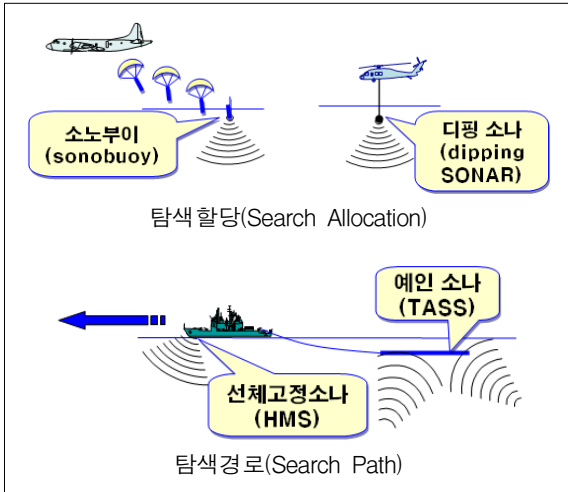 소노부이
(sonobuoy)
디핑 소나
(dipping
SONAR)
탐색할당(Search Allocation)
예인 소나
(TASS)
선체고정소나
(HMS)
탐색경로(Search Path)